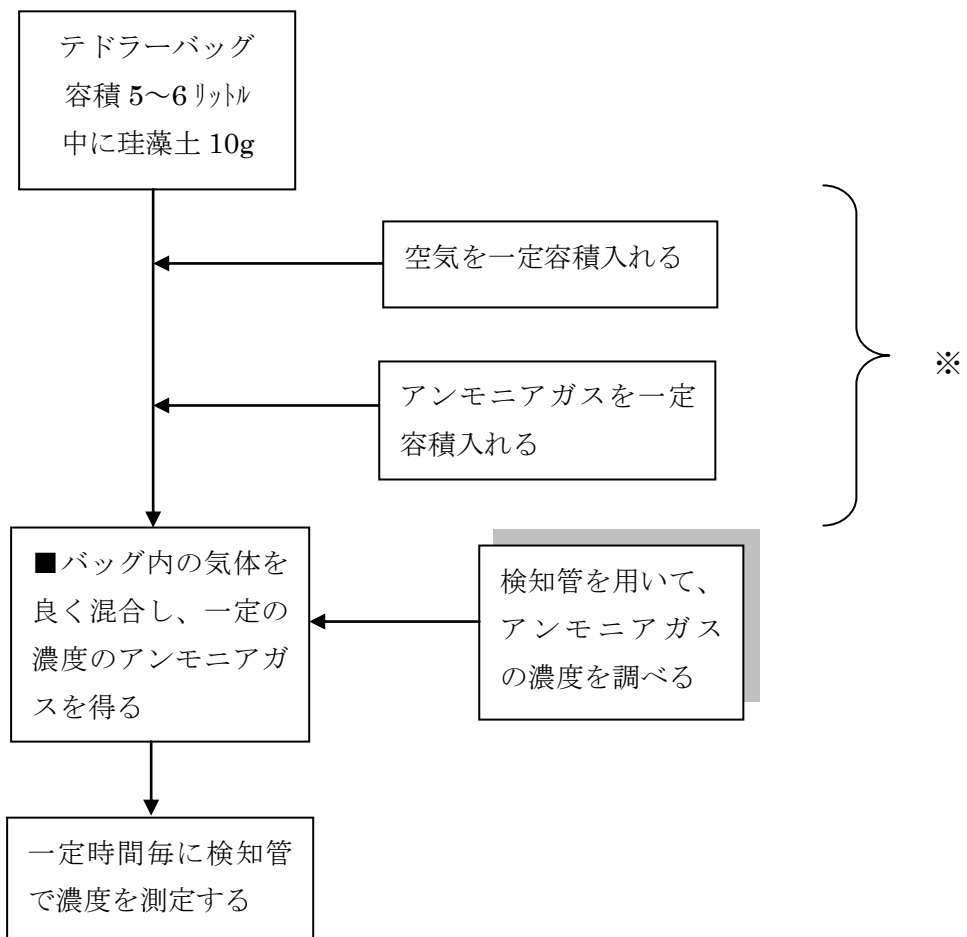 テドラーバッグ
容積 5~6 リットル
中に珪藻土 10g
空気を一定容積入れる
※
アンモニアガスを一定
容積入れる
■バッグ内の気体を
良く混合し、一定の
濃度のアンモニアガ
スを得る
検知管を用いて、
アンモニアガス
の濃度を調べる
一定時間毎に検知管
で濃度を測定する